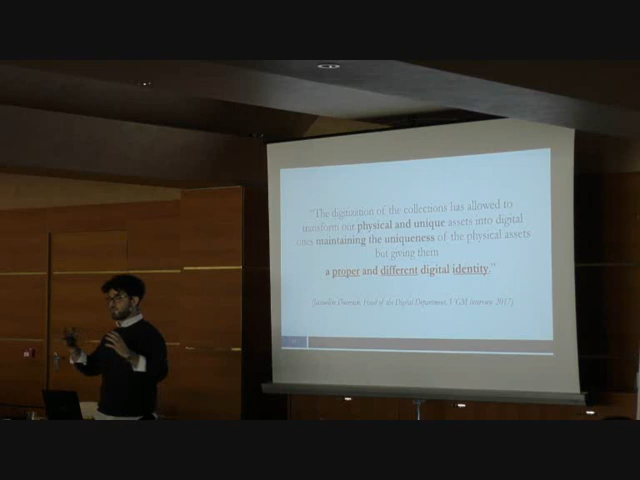 "The digitization of the collections has allowed to
transform our physical and unique assets into digital
ones maintaining the uniqueness of the physical assets
but giving them
a proper and different digital identity."
Head of the Digital Department, VGM interview 2017)